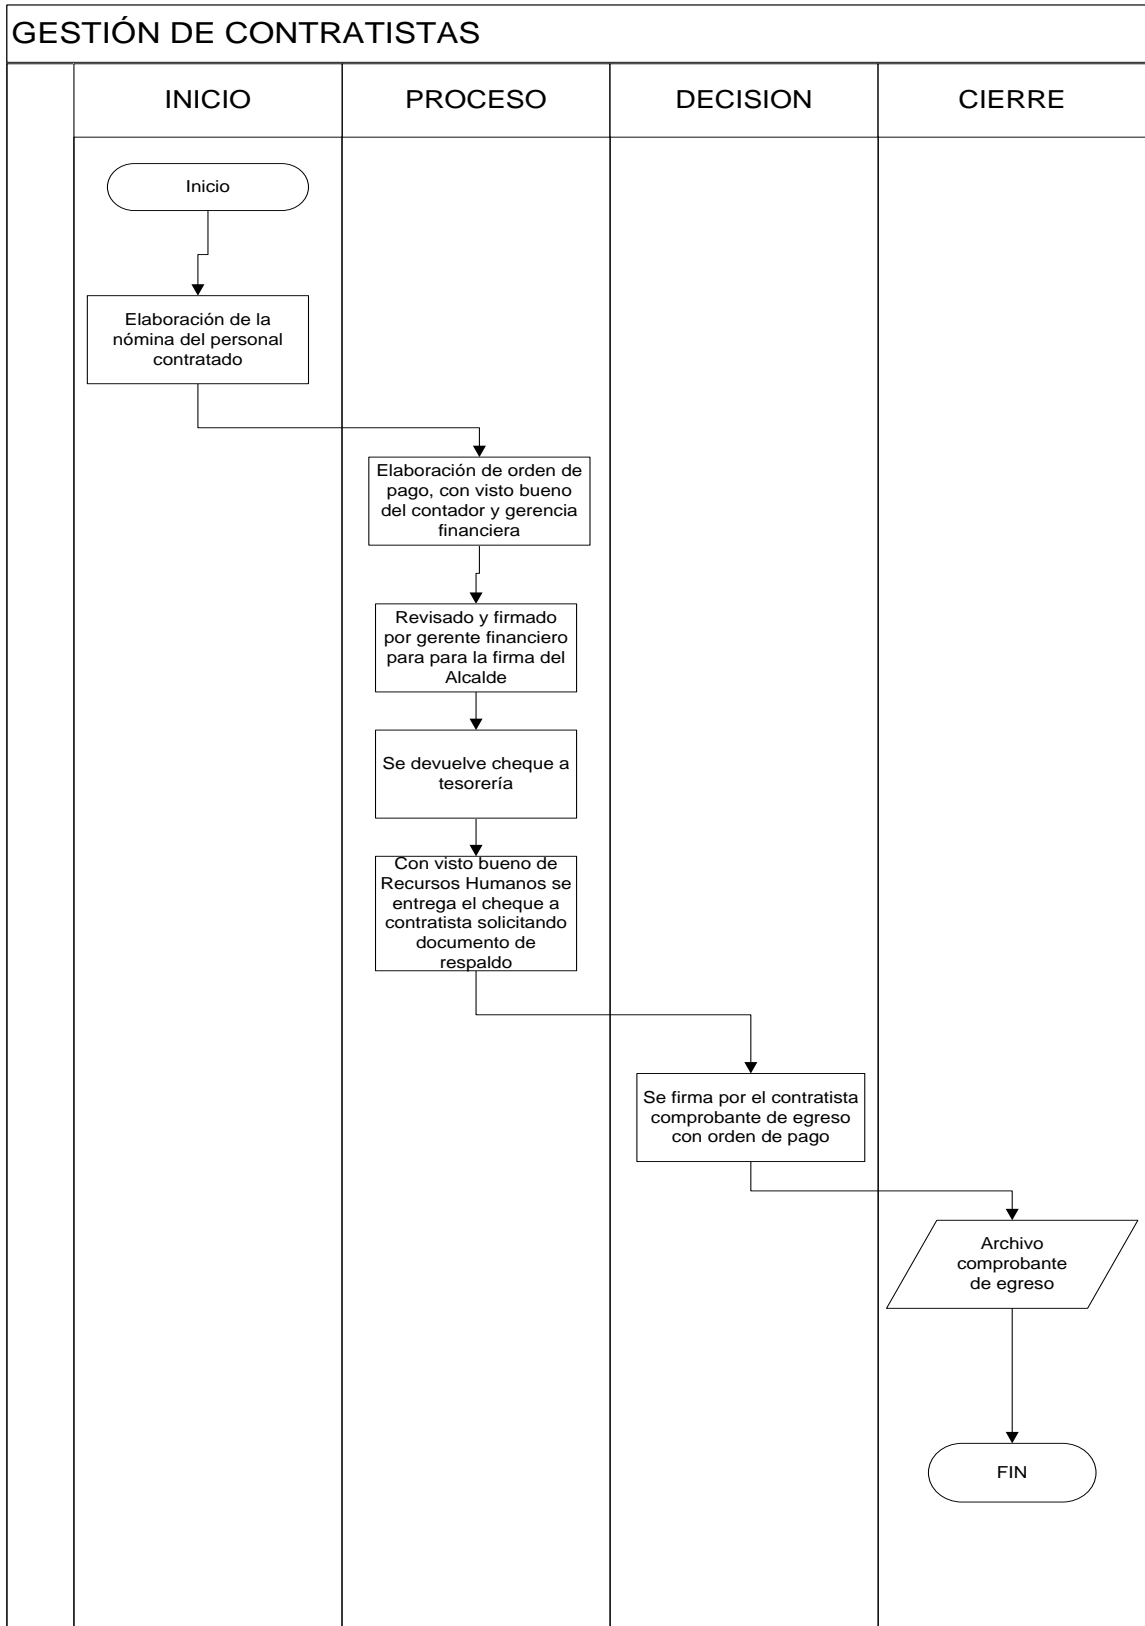 GESTIÓN DE CONTRATISTAS
INICIO
PROCESO
DECISION
CIERRE
Inicio
Elaboración de la
nómina del personal
contratado
Elaboración de orden de
pago, con visto bueno
del contador y gerencia
financiera
Revisado y firmado
por gerente financiero
para para la firma del
Alcalde
Se devuelve cheque a
tesorería
Con visto bueno de
Recursos Humanos se
entrega el cheque a
contratista solicitando
documento de
respaldo
Se firma por el contratista
comprobante de egreso
con orden de pago
Archivo
comprobante
de egreso
FIN